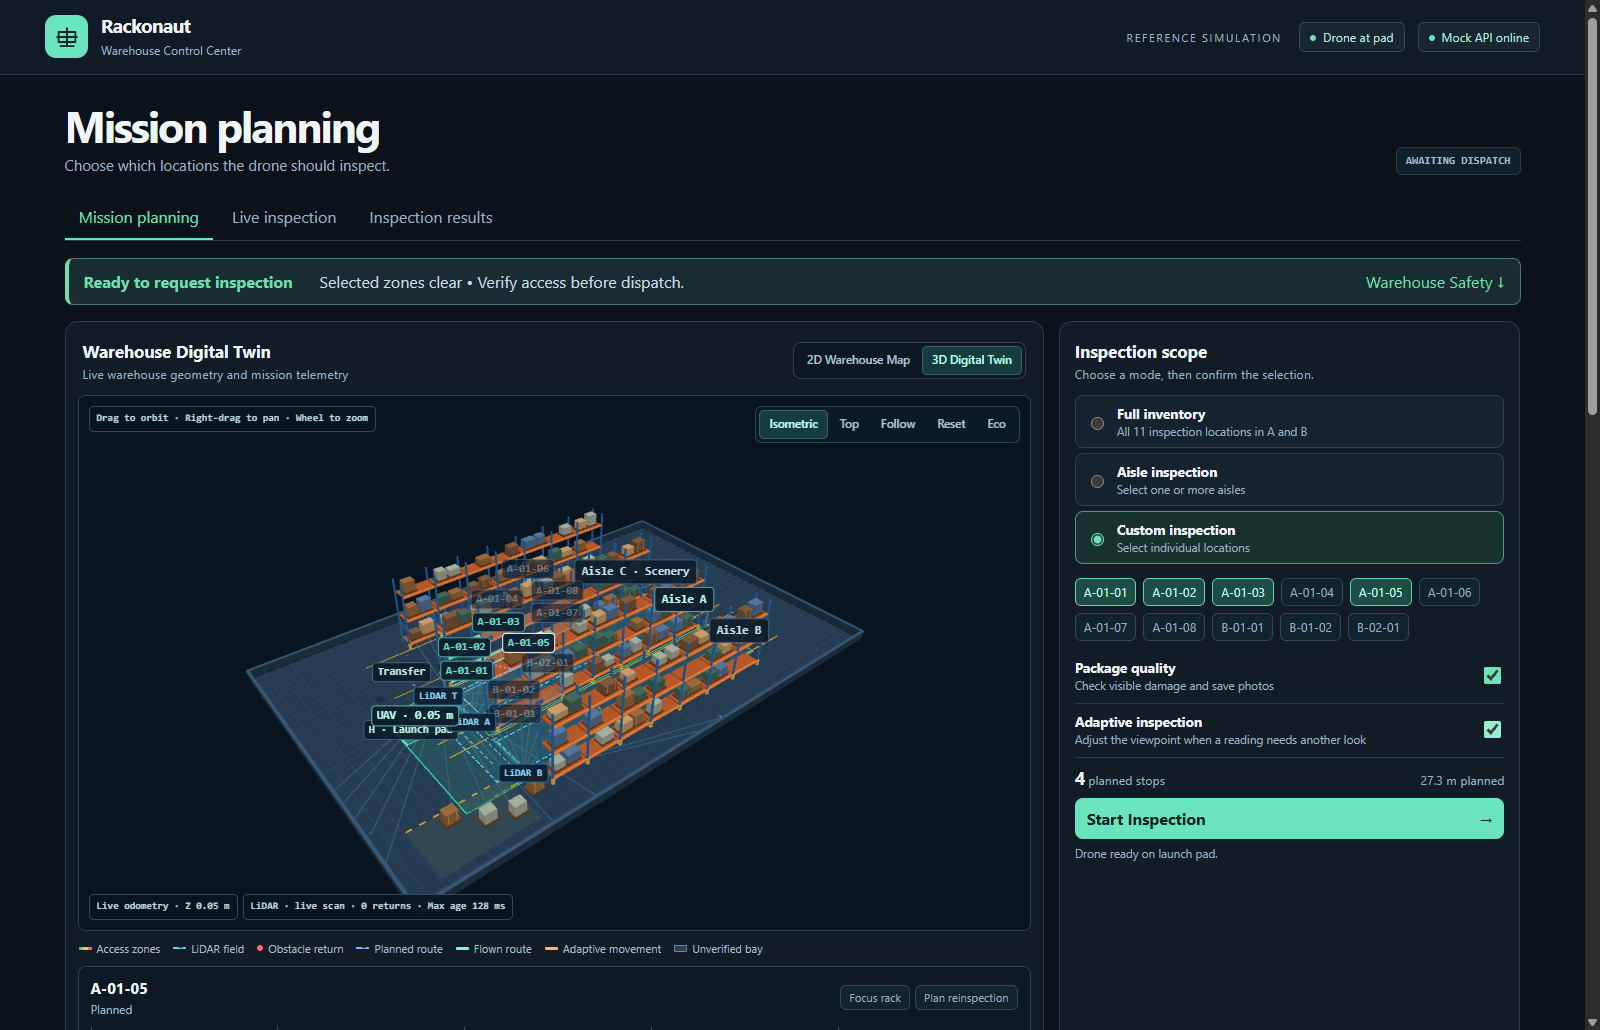 Rackonaut
Warehouse Control Center
REFERENCE SIMULATION
Drone at pad
Mock API online
Mission planning
Choose which locations the drone should inspect.
AWAITING DISPATCH
Mission planning
Live inspection
Inspection results
Ready to request inspection
Selected zones clear • Verify access before dispatch.
Warehouse Safety ↓
Warehouse Digital Twin
Live warehouse geometry and mission telemetry
2D Warehouse Map
3D Digital Twin
Drag to orbit · Right-drag to pan · Wheel to zoom
Isometric
Top
Follow
Reset
Eco
A-01-06
Aisle C · Scenery
A-01-08
A-01-04
Aisle A
A-01-07
A-01-03
Aisle B
A-01-02
A-01-05
B-02-01
Transfer
A-01-01
LiDAR T
B-01-02
UAV · 0.05 m
LiDAR A
B-01-01
H · Launch pad
LiDAR B
Live odometry · Z 0.05 m
LiDAR · live scan · 0 returns · Max age 128 ms
Access zones
LiDAR field
Obstacle return
Planned route
Flown route
Adaptive movement
Unverified bay
A-01-05
Planned
Focus rack
Plan reinspection
Inspection scope
Choose a mode, then confirm the selection.
Full inventory
All 11 inspection locations in A and B
Aisle inspection
Select one or more aisles
Custom inspection
Select individual locations
A-01-01
A-01-02
A-01-03
A-01-04
A-01-05
A-01-06
A-01-07
A-01-08
B-01-01
B-01-02
B-02-01
Package quality
Check visible damage and save photos
Adaptive inspection
Adjust the viewpoint when a reading needs another look
4 planned stops
27.3 m planned
Start Inspection →
Drone ready on launch pad.